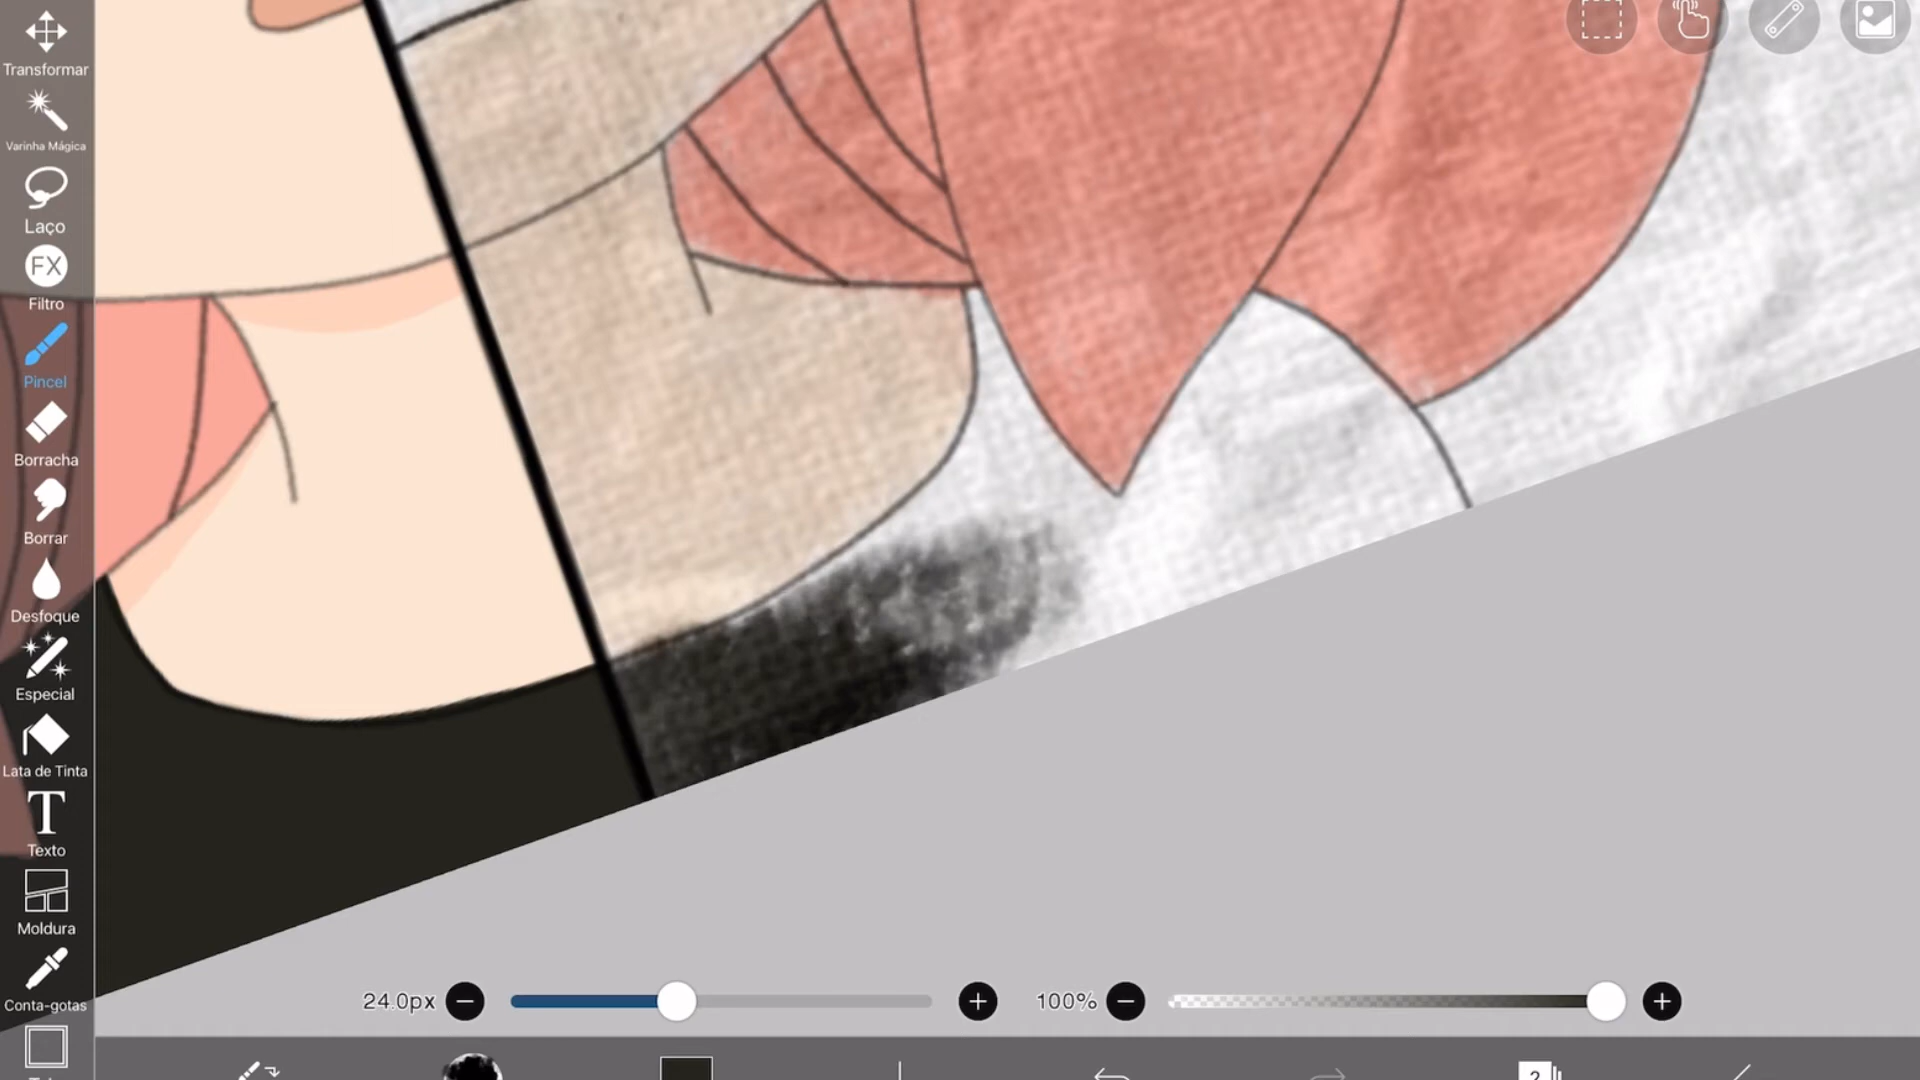 Transformar
Varinha Mágica
Laço
FX
Filtro
Pincel
Borracha
Borrar
Desfoque
Especial
Lata de Tinta
T
Texto
Moldura
Conta-gotas
24.0px
100%
2